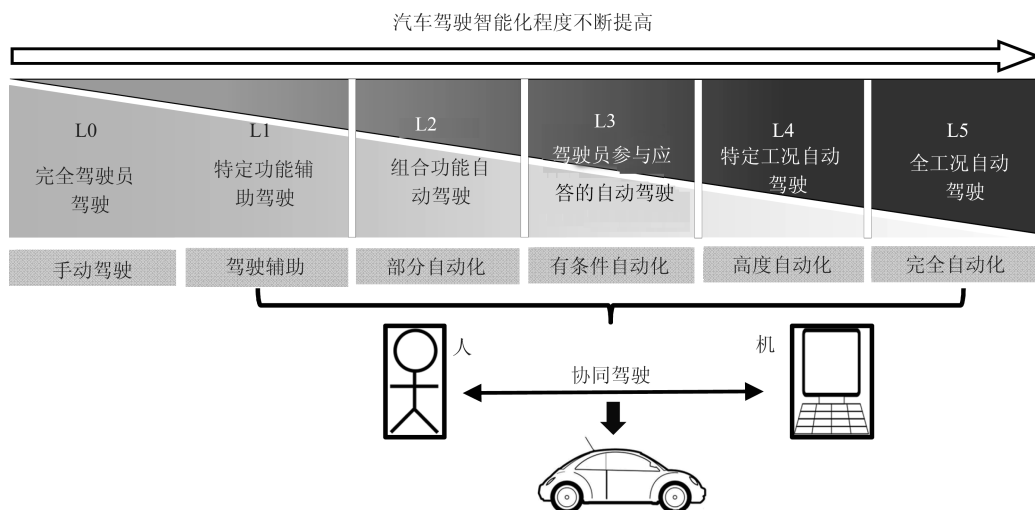 汽车驾驶智能化程度不断提高
L0
完全驾驶员
驾驶
L1
特定功能辅
助驾驶
L2
组合功能自
动驾驶
L3
驾驶员参与应
答的自动驾驶
L4
特定工况自动
驾驶
L5
全工况自动
驾驶
手动驾驶
驾驶辅助
部分自动化
有条件自动化
高度自动化
完全自动化
人
机
协同驾驶